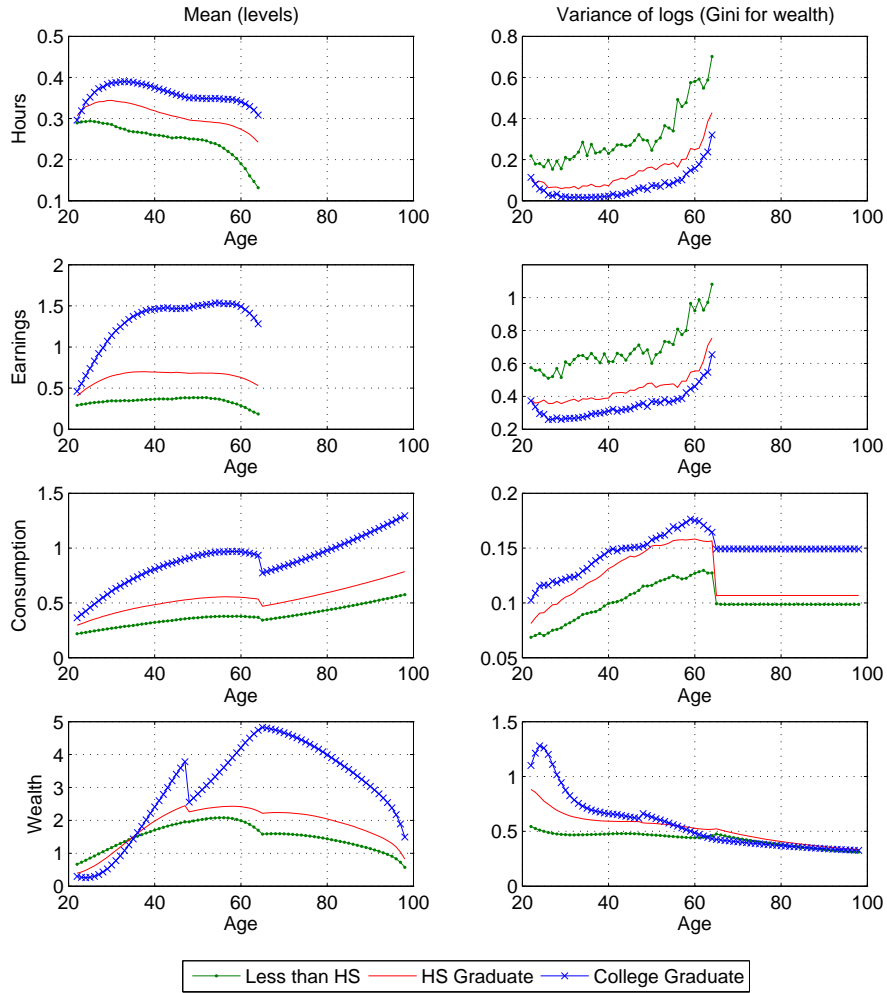 Mean (levels)
Variance of logs (Gini for wealth)
0.5
0.4
0.3
0.2
0.1
Hours
20 40 60 80 100
Age
0.8
0.6
0.4
0.2
0
20 40 60 80 100
Age
2
1.5
1
0.5
0
Earnings
20 40 60 80 100
Age
1
0.8
0.6
0.4
0.2
20 40 60 80 100
Age
1.5
1
0.5
0
Consumption
20 40 60 80 100
Age
0.2
0.15
0.1
0.05
20 40 60 80 100
Age
5
4
3
2
1
0
Wealth
20 40 60 80 100
Age
1.5
1
0.5
0
20 40 60 80 100
Age
Less than HS HS Graduate College Graduate